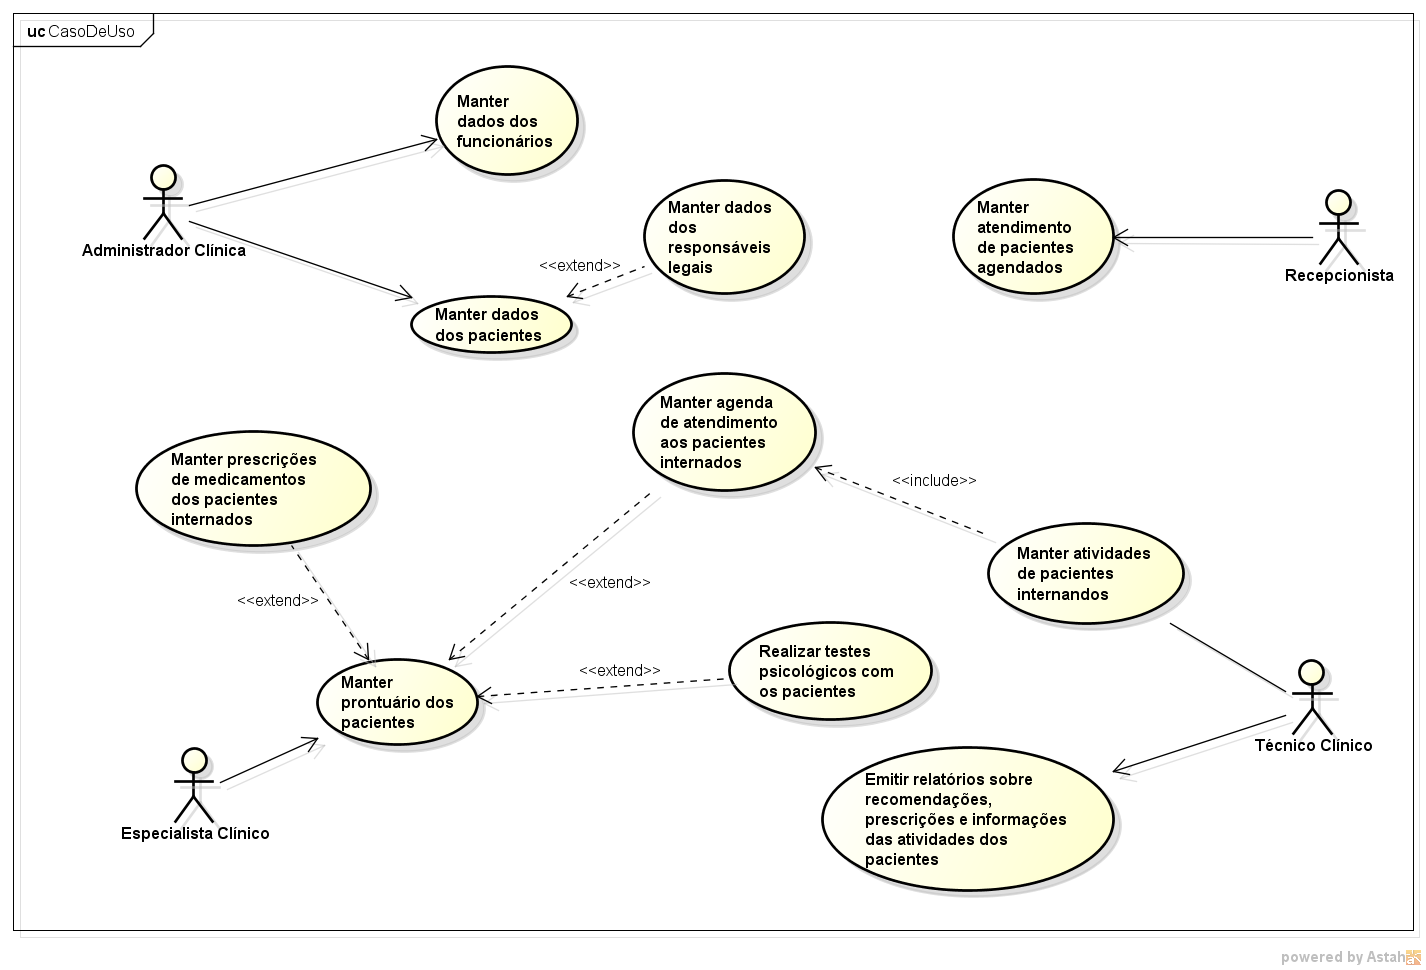 uc CasoDeUso
Manter
dados dos
funcionários
Administrador Clínica
Manter dados
dos
responsáveis
legais
<<extend>>
Manter dados
dos pacientes
Manter
atendimento
de pacientes
agendados
Recepcionista
Manter agenda
de atendimento
aos pacientes
internados
Manter prescrições
de medicamentos
dos pacientes
internados
<<include>>
Manter atividades
de pacientes
internandos
<<extend>>
<<extend>>
Realizar testes
psicológicos com
os pacientes
<<extend>>
Manter
prontuário dos
pacientes
Técnico Clínico
Especialista Clínico
Emitir relatórios sobre
recomendações,
prescrições e informações
das atividades dos
pacientes
powered by Astah